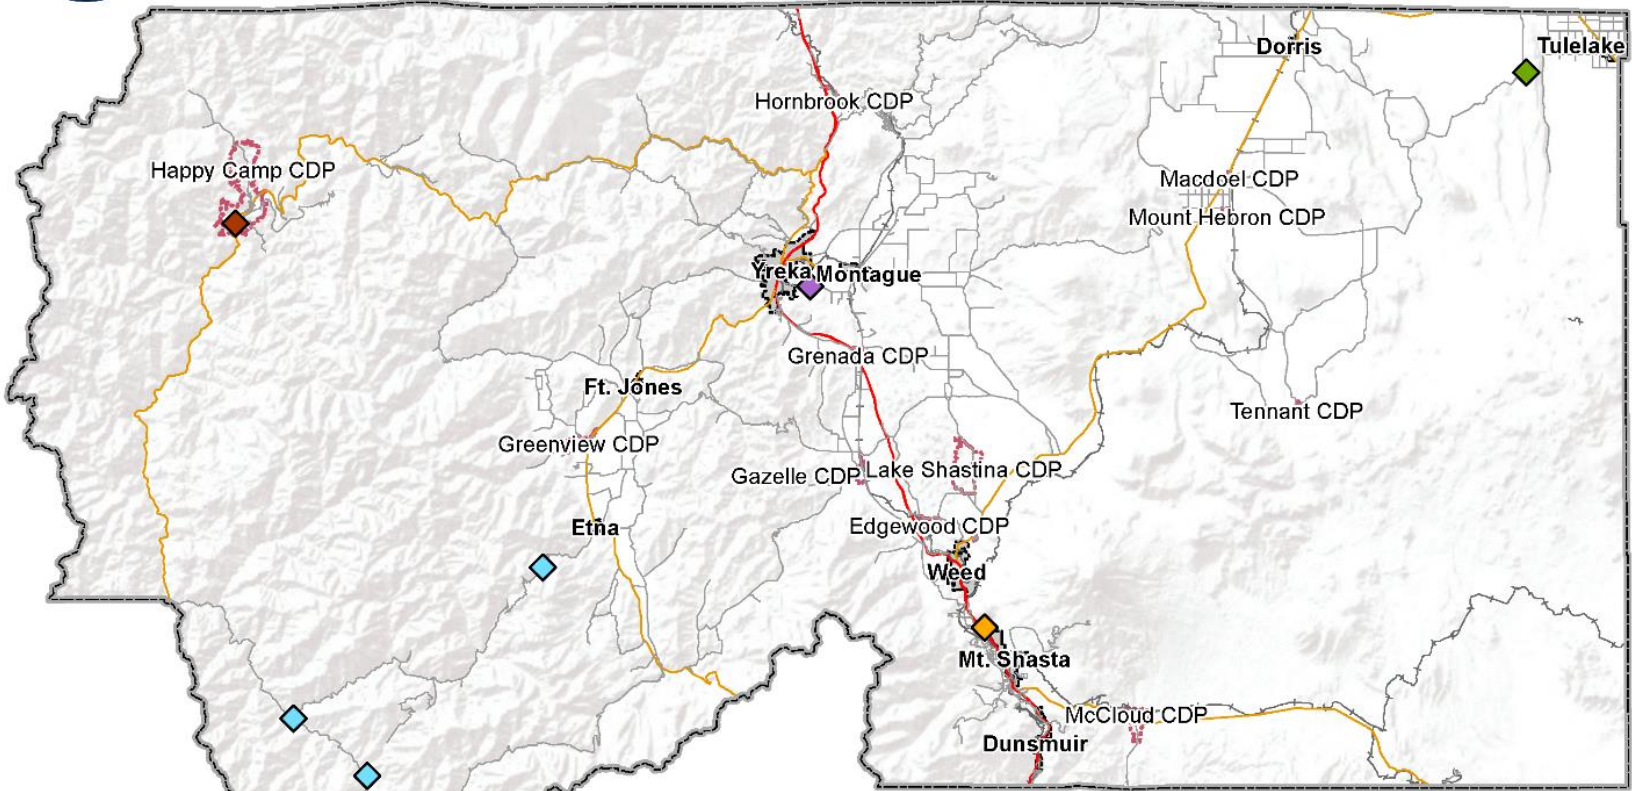 Dorris
Tulelake
Hornbrook CDP
Happy Camp CDP
Macdoel CDP
Mount Hebron CDP
Yreka
Montague
Grenada CDP
Ft. Jones
Tennant CDP
Greenview CDP
Gazelle CDP
Lake Shastina CDP
Etna
Edgewood CDP
Weed
Mt. Shasta
McCloud CDP
Dunsmuir